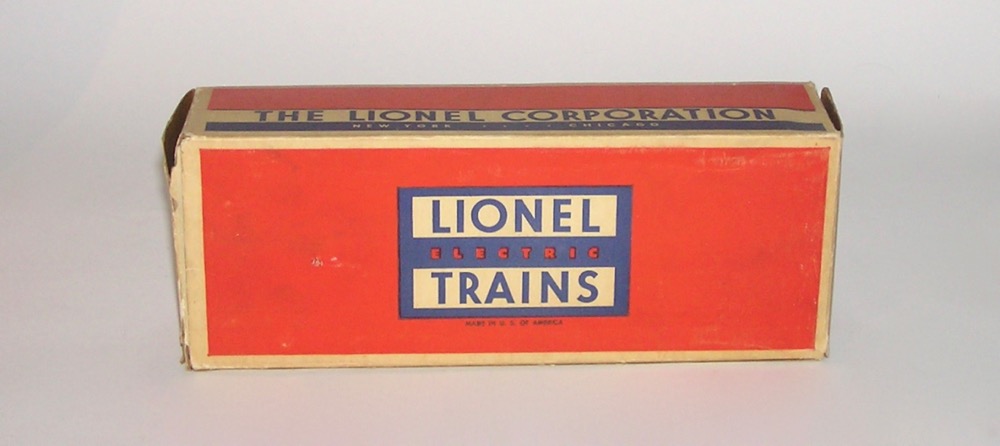 THE LIONEL CORPORATION
NEW YORK . . . . CHICAGO
LIONEL
ELECTRIC
TRAINS
MADE IN U. S. OF AMERICA